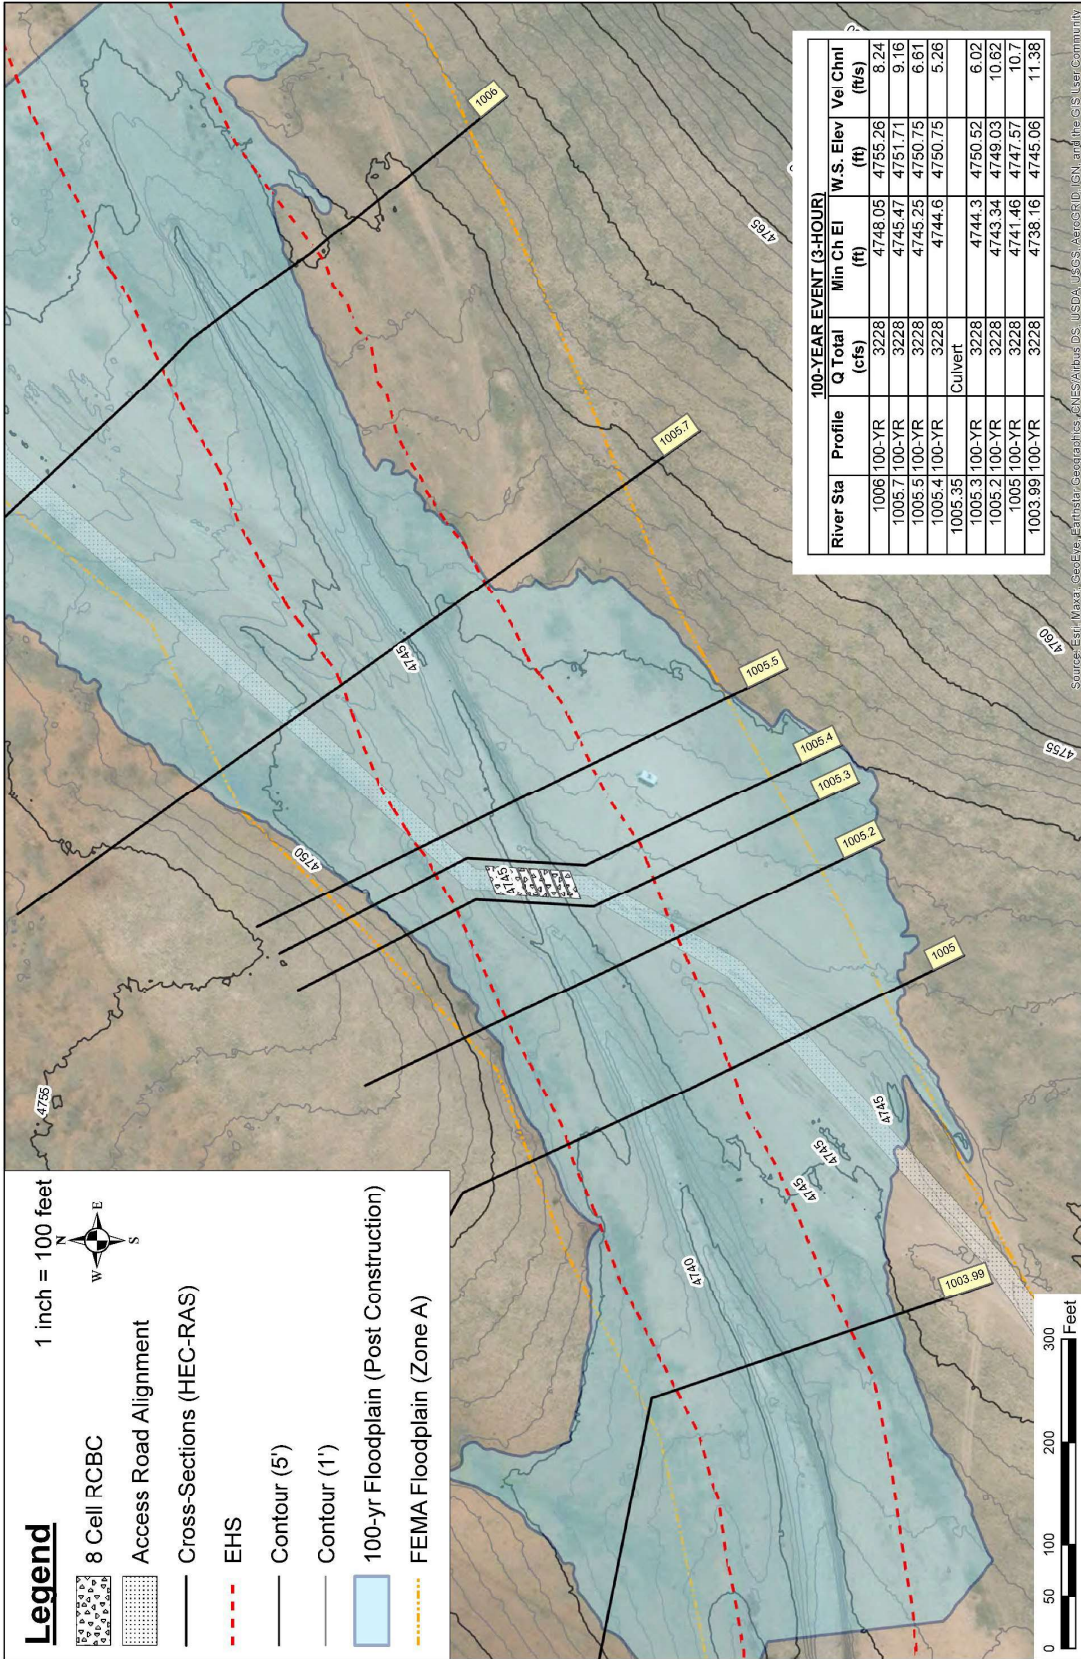 Legend
1 inch = 100 feet
N
W E
S
8 Cell RCBC
Access Road Alignment
Cross-Sections (HEC-RAS)
EHS
Contour (5')
Contour (1')
100-yr Floodplain (Post Construction)
FEMA Floodplain (Zone A)
4755
4750
4745
4745
4740
4745
4745
4745
4765
4760
4755
1006
1005.7
1005.5
1005.4
1005.3
1005.2
1005
1003.99
100-YEAR EVENT (3-HOUR)
River Sta Profile Q Total (cfs) Min Ch El (ft) W.S. Elev (ft) Vel Chnl (ft/s)
1006 100-YR 3228 4748.05 4755.26 8.24
1005.7 100-YR 3228 4745.47 4751.71 9.16
1005.5 100-YR 3228 4745.25 4750.75 6.61
1005.4 100-YR 3228 4744.6 4750.75 5.26
1005.35 Culvert
1005.3 100-YR 3228 4744.3 4750.52 6.02
1005.2 100-YR 3228 4743.34 4749.03 10.62
1005 100-YR 3228 4741.46 4747.57 10.7
1003.99 100-YR 3228 4738.16 4745.06 11.38
0 50 100 200 300
Feet
Source: Esri, Maxar, GeoEye, Earthstar Geographics, CNES/Airbus DS, USDA, USGS, AeroGRID, IGN, and the GIS User Community